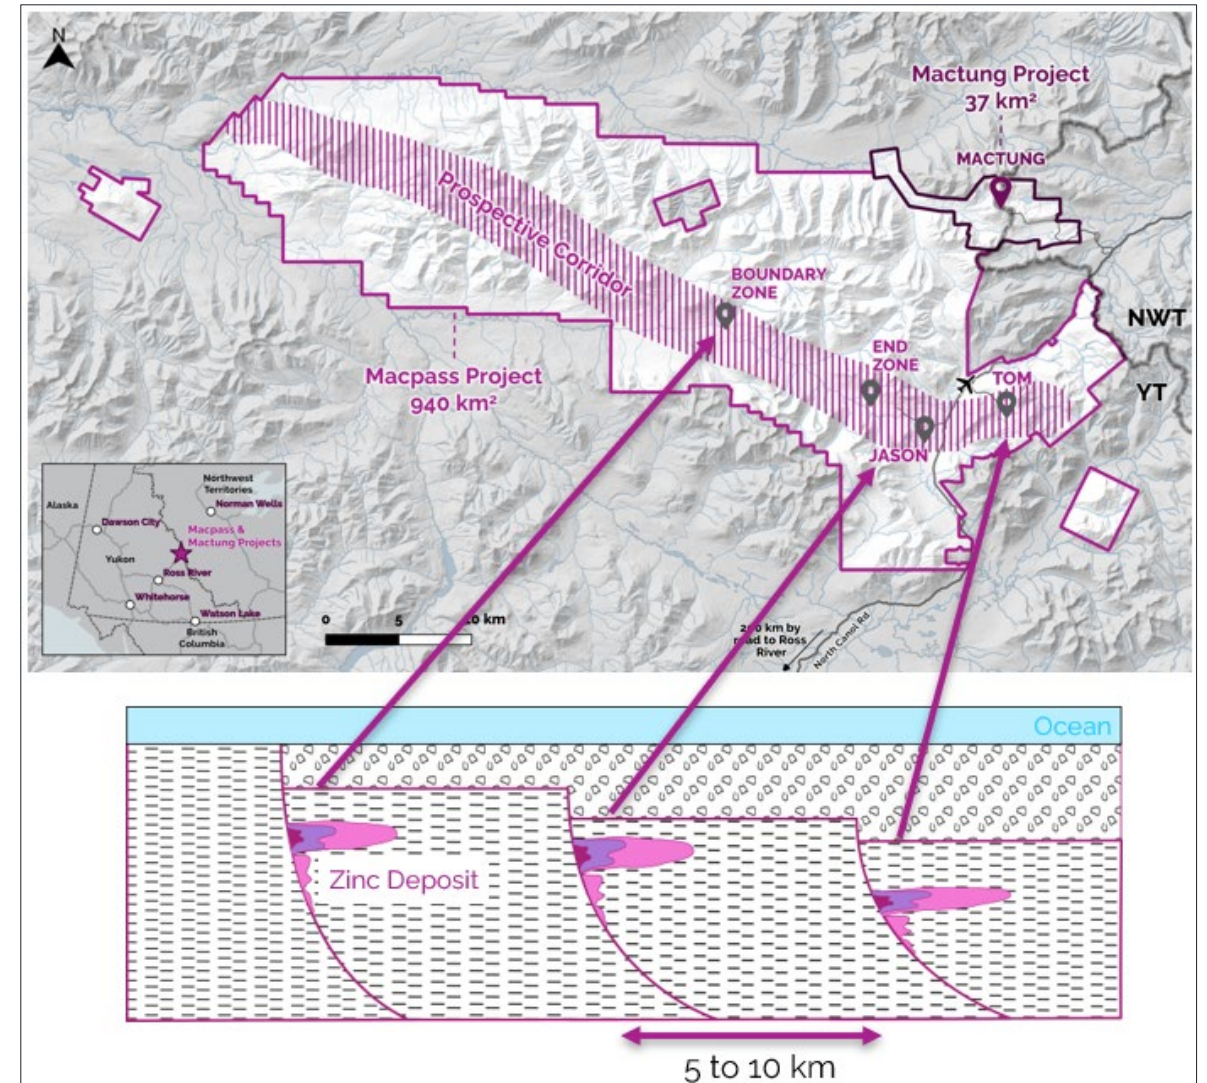 N
Mactung Project
37 km²
MACTUNG
Prospective Corridor
BOUNDARY
ZONE
NWT
END
ZONE
TOM
YT
Macpass Project
940 km²
JASON
Northwest
Territories
Alaska
Norman Wells
Dawson City
Macpass &
Mactung Projects
Yukon
Ross River
Whitehorse
Watson Lake
British
Columbia
0 5 km
km by
to Ross
River
North Canol Rd
Ocean
Zinc Deposit
5 to 10 km